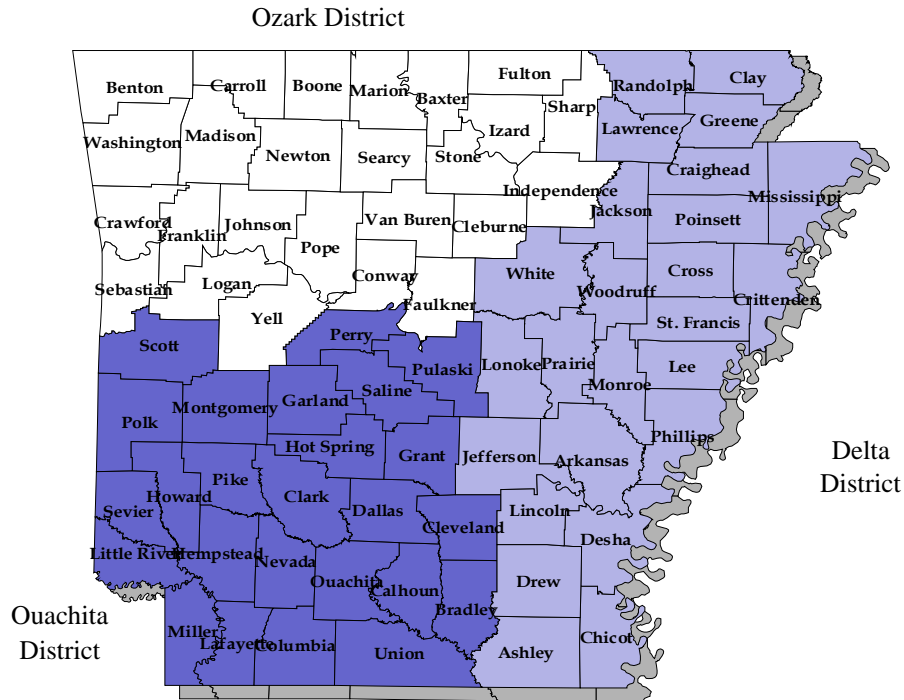 Ozark District
Benton
Carroll
Boone
Marion
Baxter
Fulton
Sharp
Randolph
Clay
Washington
Madison
Newton
Searcy
Stone
Izard
Lawrence
Greene
Independence
Jackson
Craighead
Mississippi
Crawford
Franklin
Johnson
Pope
Van Buren
Cleburne
Poinsett
Sebastian
Logan
Conway
Faulkner
White
Woodruff
Cross
Crittenden
Yell
Scott
Perry
Pulaski
Lonoke
Prairie
Monroe
St. Francis
Lee
Polk
Montgomery
Garland
Saline
Hot Spring
Grant
Jefferson
Arkansas
Phillips
Delta
District
Sevier
Howard
Pike
Clark
Dallas
Cleveland
Lincoln
Desha
Little River
Hempstead
Nevada
Ouachita
Calhoun
Bradley
Drew
Ouachita
District
Miller
Lafayette
Columbia
Union
Ashley
Chicot